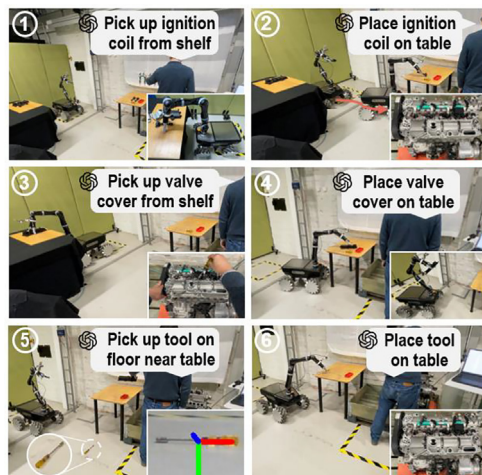 1
Pick up ignition
coil from shelf
2
Place ignition
coil on table
3
Pick up valve
cover from shelf
4
Place valve
cover on table
5
Pick up tool on
floor near table
6
Place tool
on table